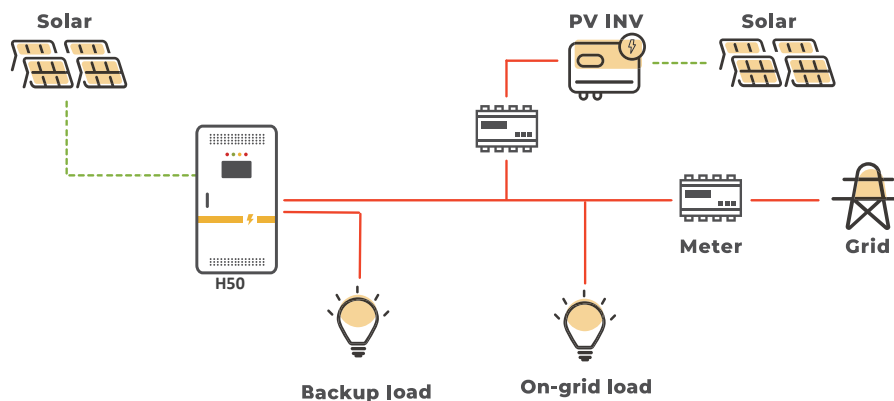 Solar
PV INV
Solar
H50
Meter
Grid
Backup load
On-grid load